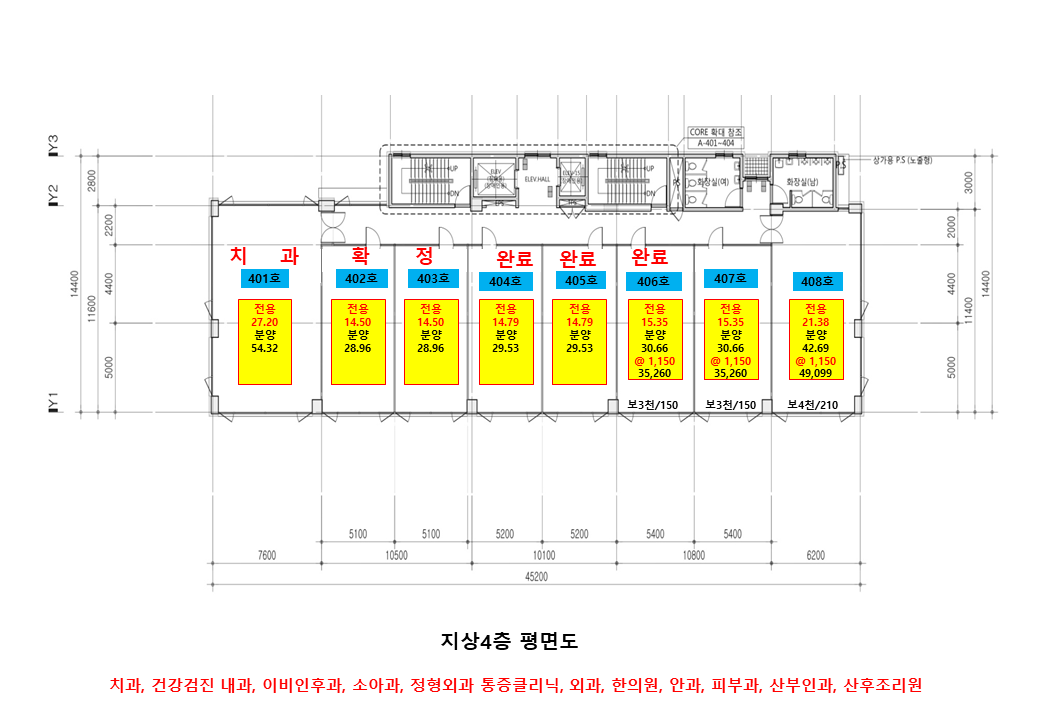 CORE 확대 참조
A-401~404
상가용 P.S (노출형)
Y3
Y2
Y1
UP
DN
ELEV.
ELEV.HALL
UP
DN
P.S
화장실(여)
화장실(남)
P.S
2800
2200
4400
5000
11600
14400
3000
2000
4400
5000
11400
14400
치 과 확 정 완료 완료 완료
401호 402호 403호 404호 405호 406호 407호 408호
전용
27.20
분양
54.32
전용
14.50
분양
28.96
전용
14.50
분양
28.96
전용
14.79
분양
29.53
전용
14.79
분양
29.53
전용
15.35
분양
30.66
@ 1,150
35,260
전용
15.35
분양
30.66
@ 1,150
35,260
전용
21.38
분양
42.69
@ 1,150
49,099
보3천/150 보3천/150 보4천/210
5100 5100 5200 5200 5400 5400
7600 10500 10100 10800 6200
45200
지상4층 평면도
치과, 건강검진 내과, 이비인후과, 소아과, 정형외과 통증클리닉, 외과, 한의원, 안과, 피부과, 산부인과, 산후조리원